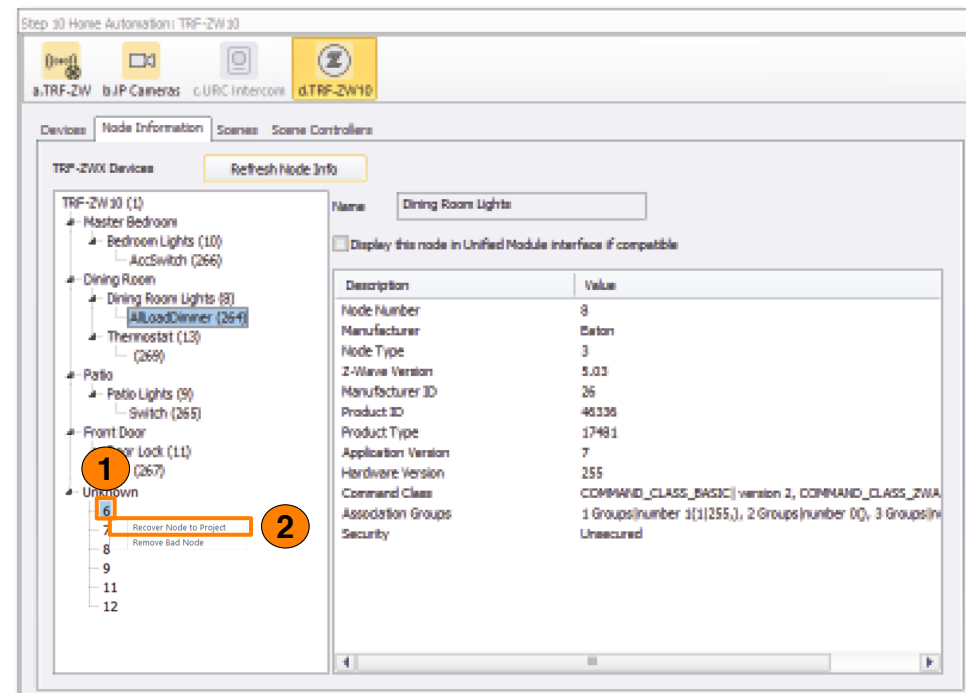 Step 10 Home Automation: TRF-ZW10
a.TRF-ZW b.IP Cameras c.URC Intercom d.TRF-ZW10
Devices Node Information Scenes Scene Controllers
TRF-ZWX Devices Refresh Node Info
TRF-ZW10 (1)
Master Bedroom
Bedroom Lights (10)
AccSwitch (266)
Dining Room
Dining Room Lights (8)
AllLoadDimmer (264)
Thermostat (13)
(269)
Patio
Patio Lights (9)
Switch (265)
Front Door
Lock (11)
(267)
Unknown
6
7
8
9
11
12
1
Recover Node to Project
Remove Bad Node
2
Name Dining Room Lights
Display this node in Unified Module interface if compatible
Description Value
Node Number 8
Manufacturer Eaton
Node Type 3
Z-Wave Version 5.03
Manufacturer ID 26
Product ID 46336
Product Type 17481
Application Version 7
Hardware Version 255
Command Class COMMAND_CLASS_BASIC| version 2, COMMAND_CLASS_ZWA
Association Groups 1 Groups|number 1(1|255,), 2 Groups|number 0(), 3 Groups|
Security Unsecured